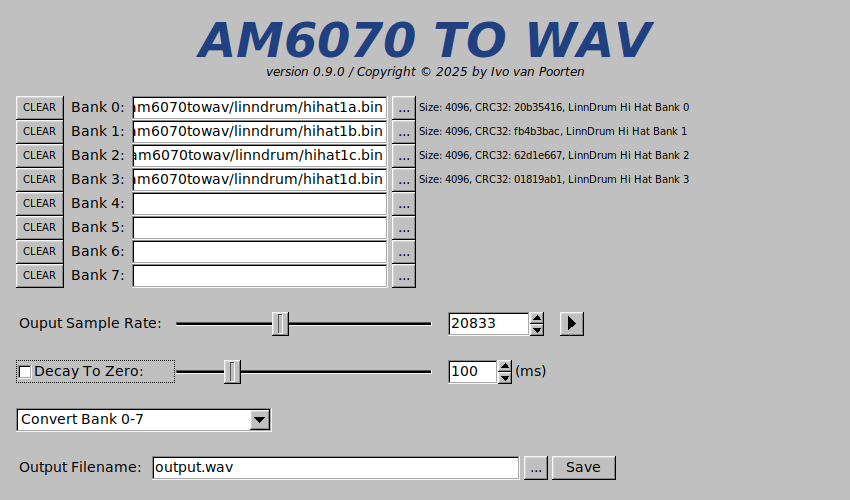 AM6070 TO WAV
version 0.9.0 / Copyright © 2025 by Ivo van Poorten
CLEAR Bank 0: am6070towav/linndrum/hihat1a.bin ... Size: 4096, CRC32: 20b35416, LinnDrum Hi Hat Bank 0
CLEAR Bank 1: am6070towav/linndrum/hihat1b.bin ... Size: 4096, CRC32: fb4b3bac, LinnDrum Hi Hat Bank 1
CLEAR Bank 2: am6070towav/linndrum/hihat1c.bin ... Size: 4096, CRC32: 62d1e667, LinnDrum Hi Hat Bank 2
CLEAR Bank 3: am6070towav/linndrum/hihat1d.bin ... Size: 4096, CRC32: 01819ab1, LinnDrum Hi Hat Bank 3
CLEAR Bank 4: ...
CLEAR Bank 5: ...
CLEAR Bank 6: ...
CLEAR Bank 7: ...
Ouput Sample Rate: 20833
Decay To Zero: 100 (ms)
Convert Bank 0-7
Output Filename: output.wav ... Save